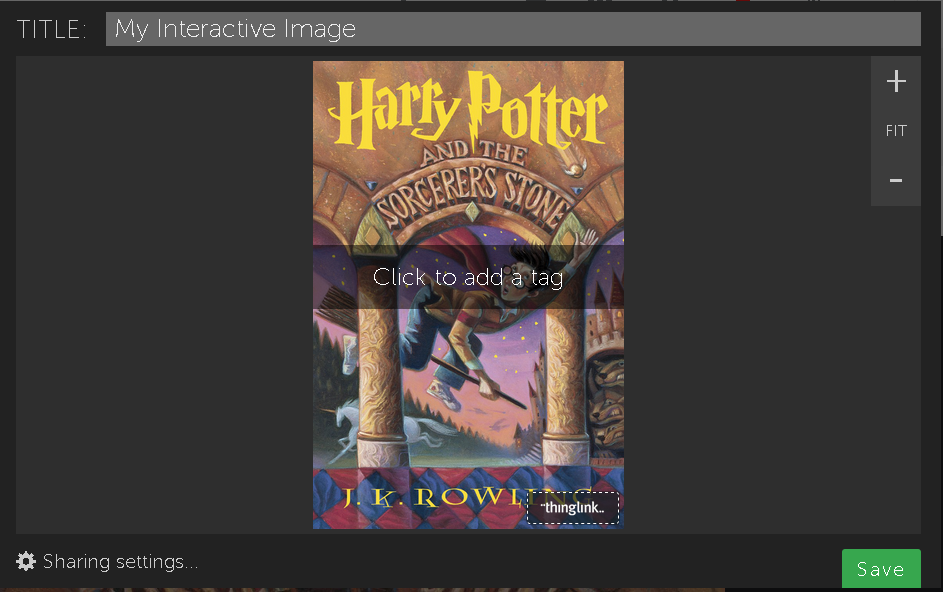 TITLE: My Interactive Image
Harry Potter
AND THE
SORCERER'S STONE
+
FIT
-
Click to add a tag
J. K. ROWLING
thinglink..
Sharing settings...
Save